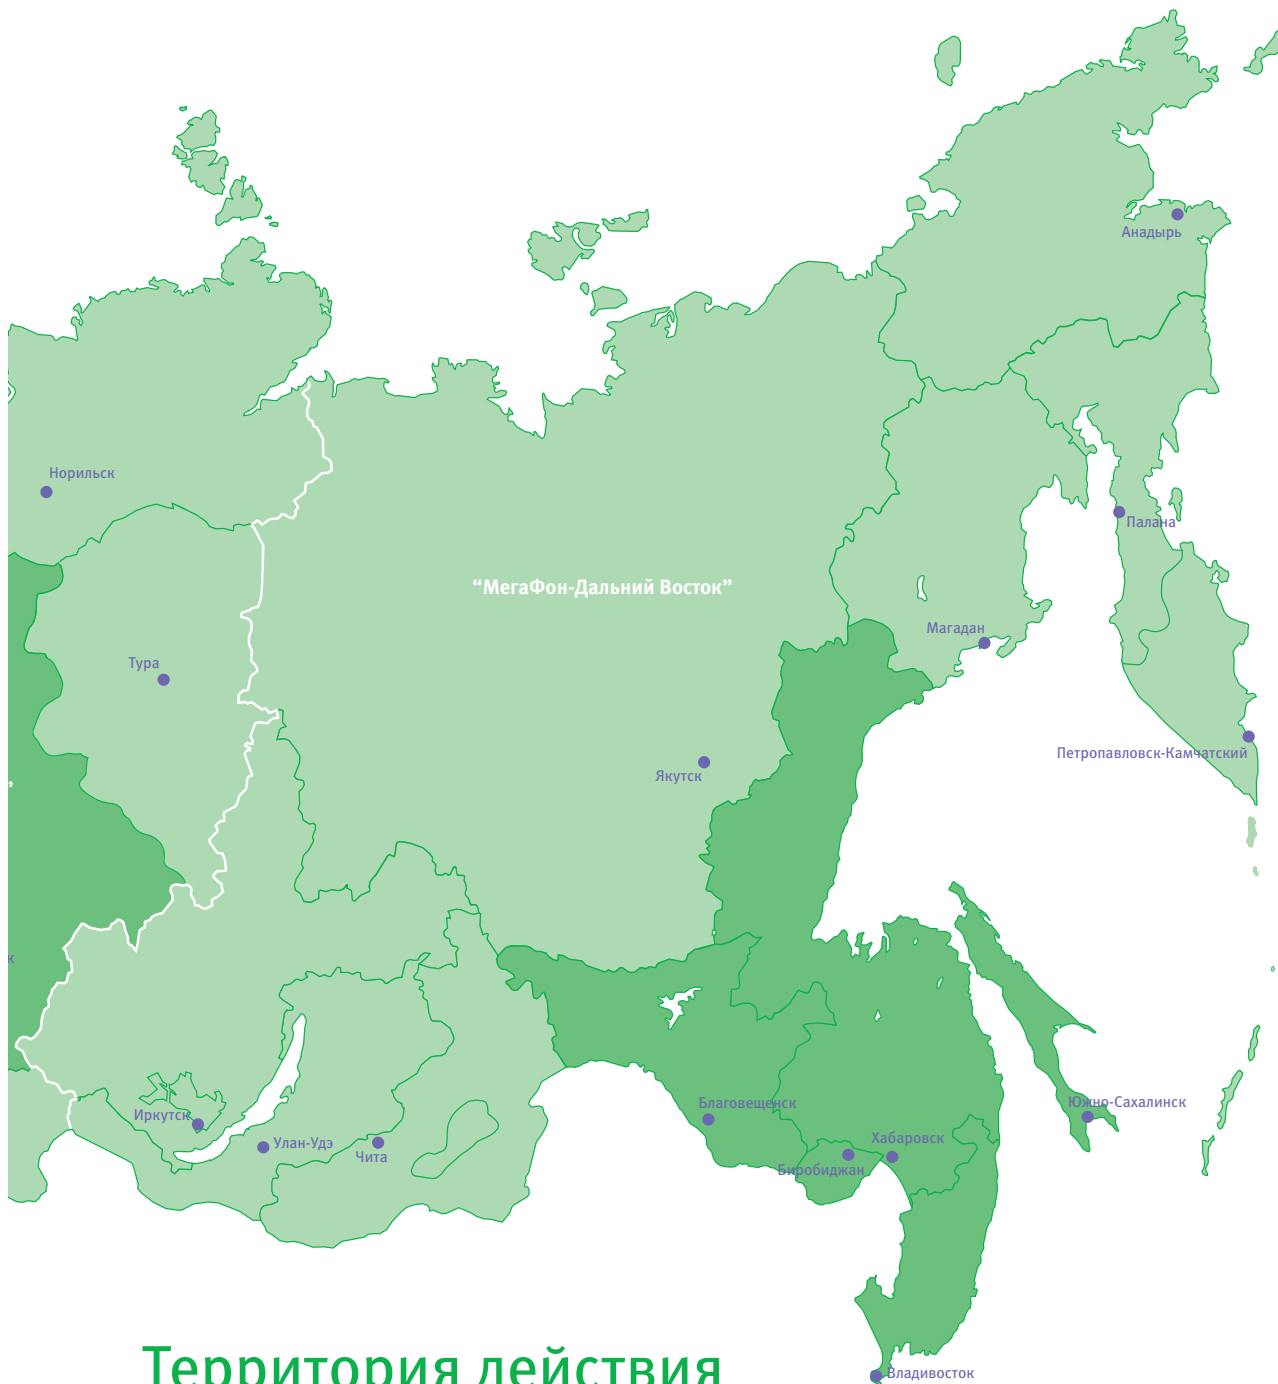 Анадырь
Норильск
Палана
“МегаФон-Дальний Восток”
Магадан
Тура
Петропавловск-Камчатский
Якутск
”
к
Благовещенск
Южно-Сахалинск
Иркутск
Хабаровск
Улан-Удэ
Чита
Биробиджан
Территория действия
Владивосток